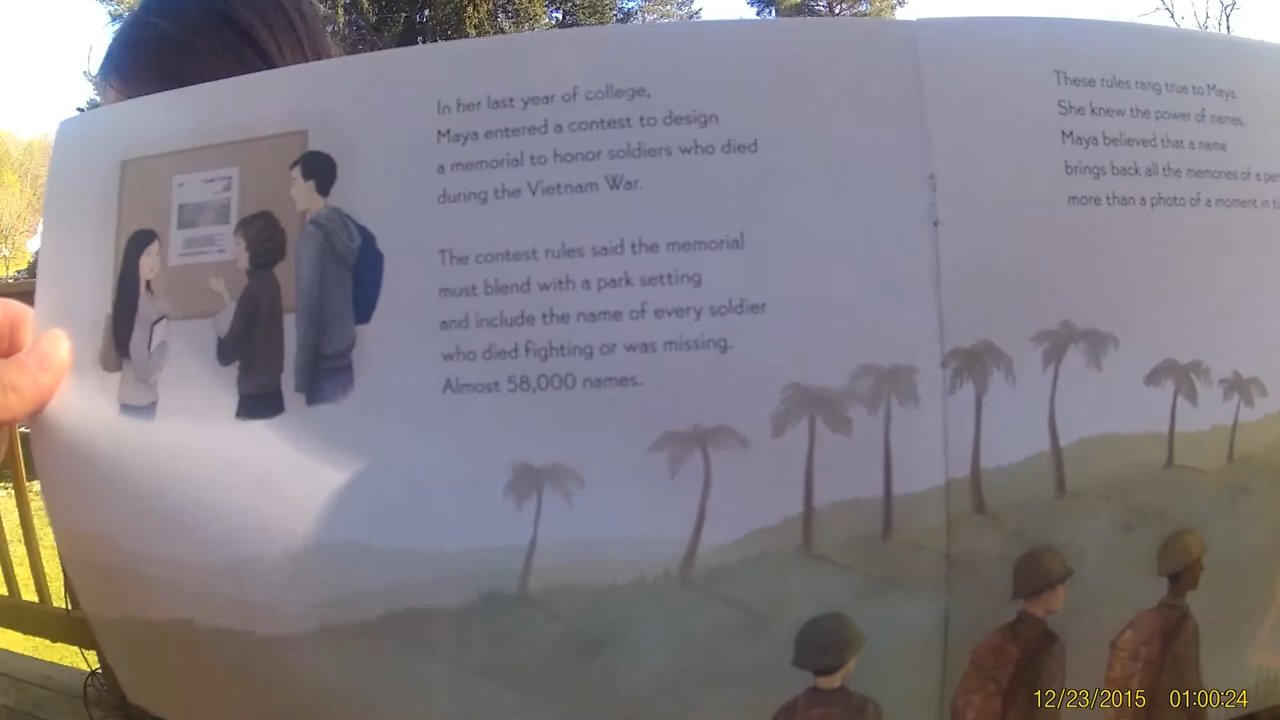 In her last year of college,
Maya entered a contest to design
a memorial to honor soldiers who died
during the Vietnam War.
The contest rules said the memorial
must blend with a park setting
and include the name of every soldier
who died fighting or was missing.
Almost 58,000 names.
These rules rang true to Maya.
She knew the power of names.
Maya believed that a name
brings back all the memories of a
more than a photo of a moment in
12/23/2015 01:00:24